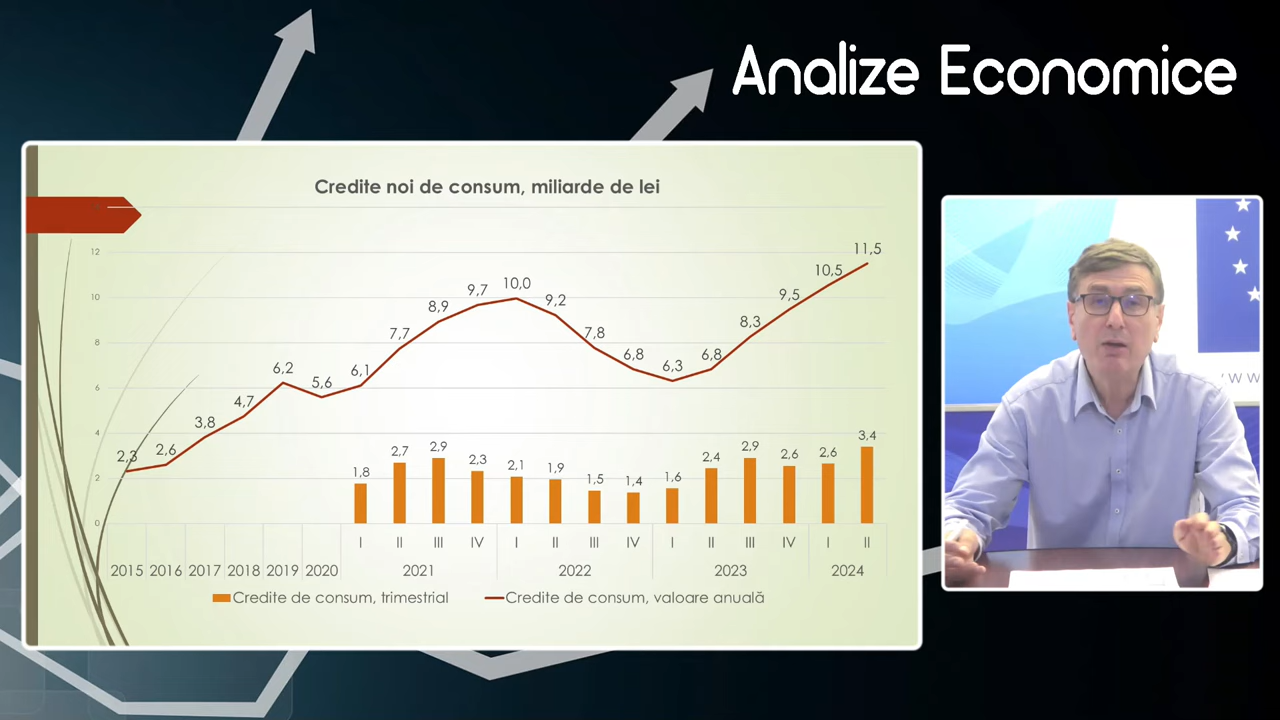 Analize Economice
Credite noi de consum, miliarde de lei
12
10
8
6
4
2
0
2,3 2,6 3,8 4,7 6,2 5,6 6,1 7,7 8,9 9,7 10,0 9,2 7,8 6,8 6,3 6,8 8,3 9,5 10,5 11,5
1,8 2,7 2,9 2,3 2,1 1,9 1,5 1,4 1,6 2,4 2,9 2,6 2,6 3,4
I II III IV I II III IV I II III IV I II
2015 2016 2017 2018 2019 2020 2021 2022 2023 2024
Credite de consum, trimestrial Credite de consum, valoare anuală
WW